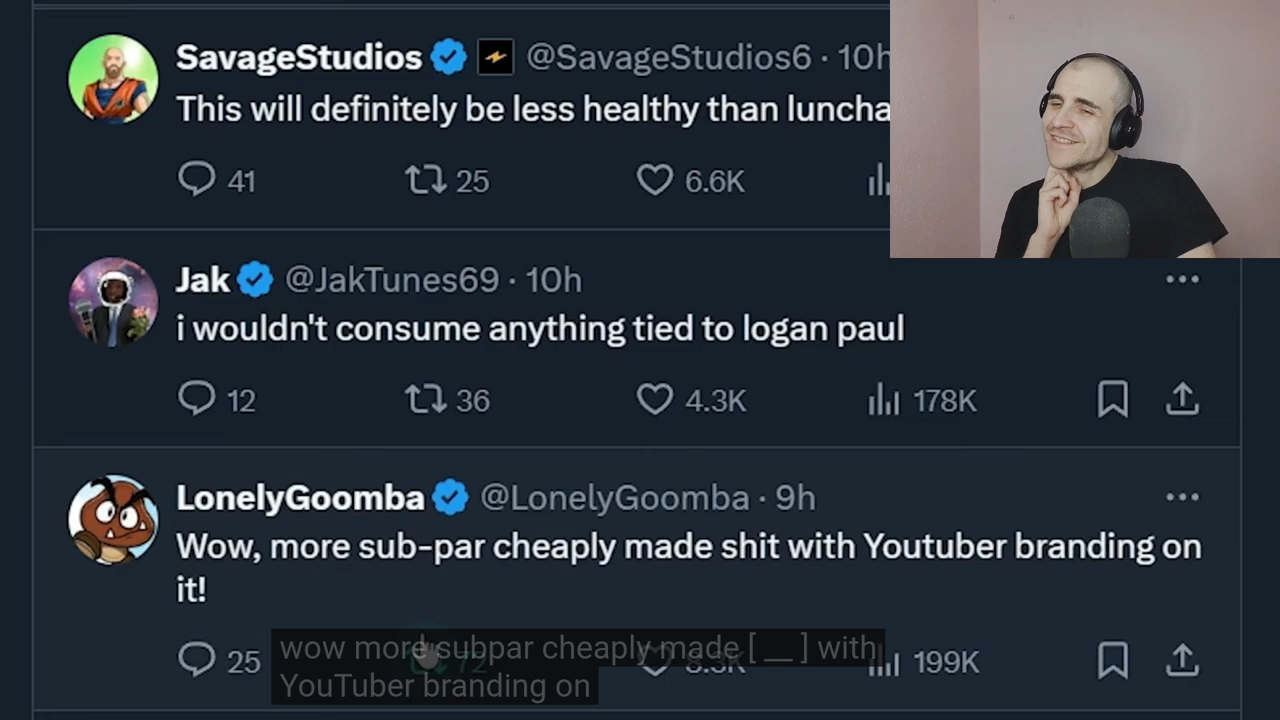 SavageStudios @SavageStudios6 · 10h
This will definitely be less healthy than luncha
41 25 6.6K
Jak @JakTunes69 · 10h
i wouldn't consume anything tied to logan paul
12 36 4.3K 178K
LonelyGoomba @LonelyGoomba · 9h
Wow, more sub-par cheaply made shit with Youtuber branding on
it!
25 72 8.3K 199K
wow more subpar cheaply made [ __ ] with
YouTuber branding on